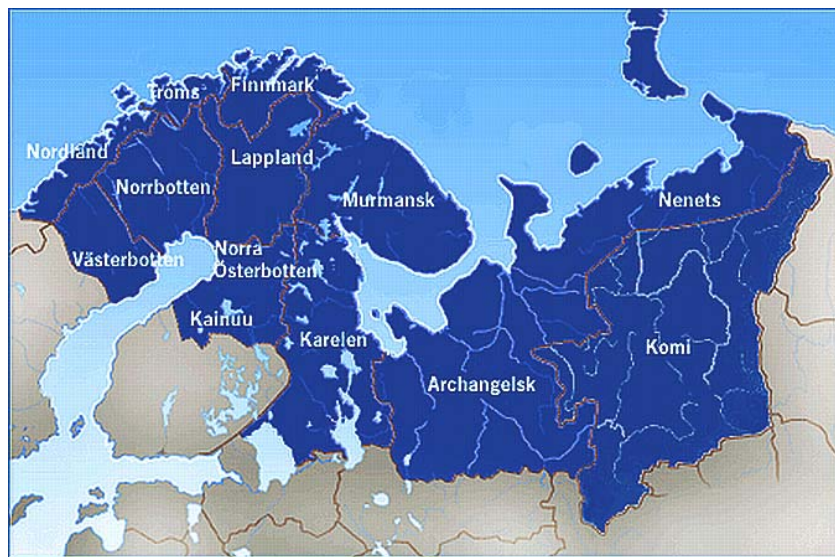 Finnmark
Troms
Nordland
Lappland
Norrbotten
Murmansk
Nenets
Västerbotten
Norra
Österbotten
Kainuu
Karelen
Komi
Archangelsk